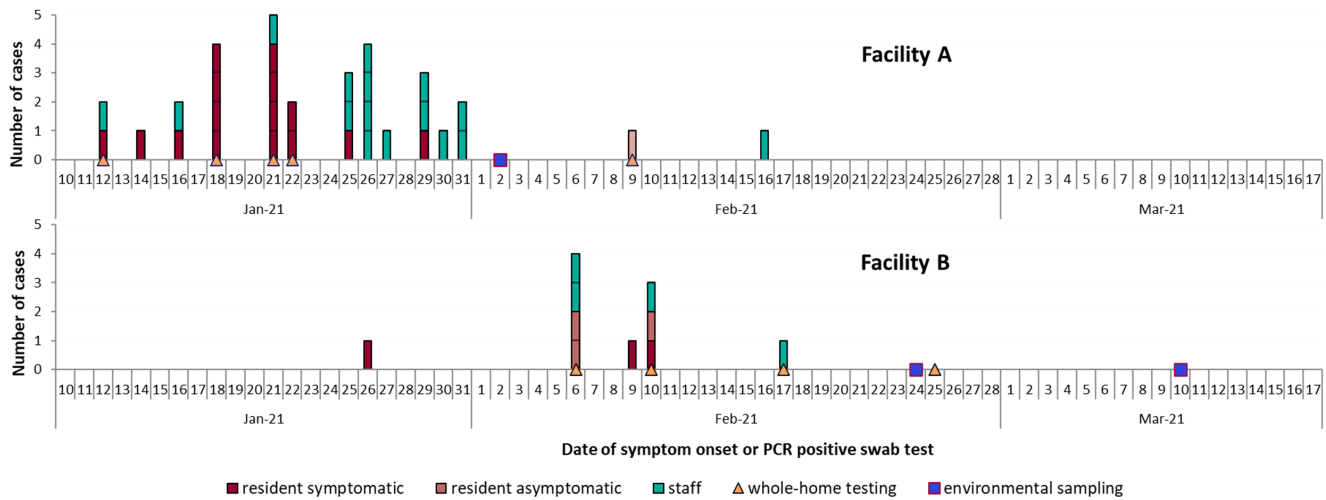 Facility A
Number of cases
5
4
3
2
1
0
10 11 12 13 14 15 16 17 18 19 20 21 22 23 24 25 26 27 28 29 30 31 1 2 3 4 5 6 7 8 9 10 11 12 13 14 15 16 17 18 19 20 21 22 23 24 25 26 27 28 1 2 3 4 5 6 7 8 9 10 11 12 13 14 15 16 17
Jan-21 Feb-21 Mar-21
Facility B
Number of cases
5
4
3
2
1
0
10 11 12 13 14 15 16 17 18 19 20 21 22 23 24 25 26 27 28 29 30 31 1 2 3 4 5 6 7 8 9 10 11 12 13 14 15 16 17 18 19 20 21 22 23 24 25 26 27 28 1 2 3 4 5 6 7 8 9 10 11 12 13 14 15 16 17
Jan-21 Feb-21 Mar-21
Date of symptom onset or PCR positive swab test
resident symptomatic resident asymptomatic staff whole-home testing environmental sampling